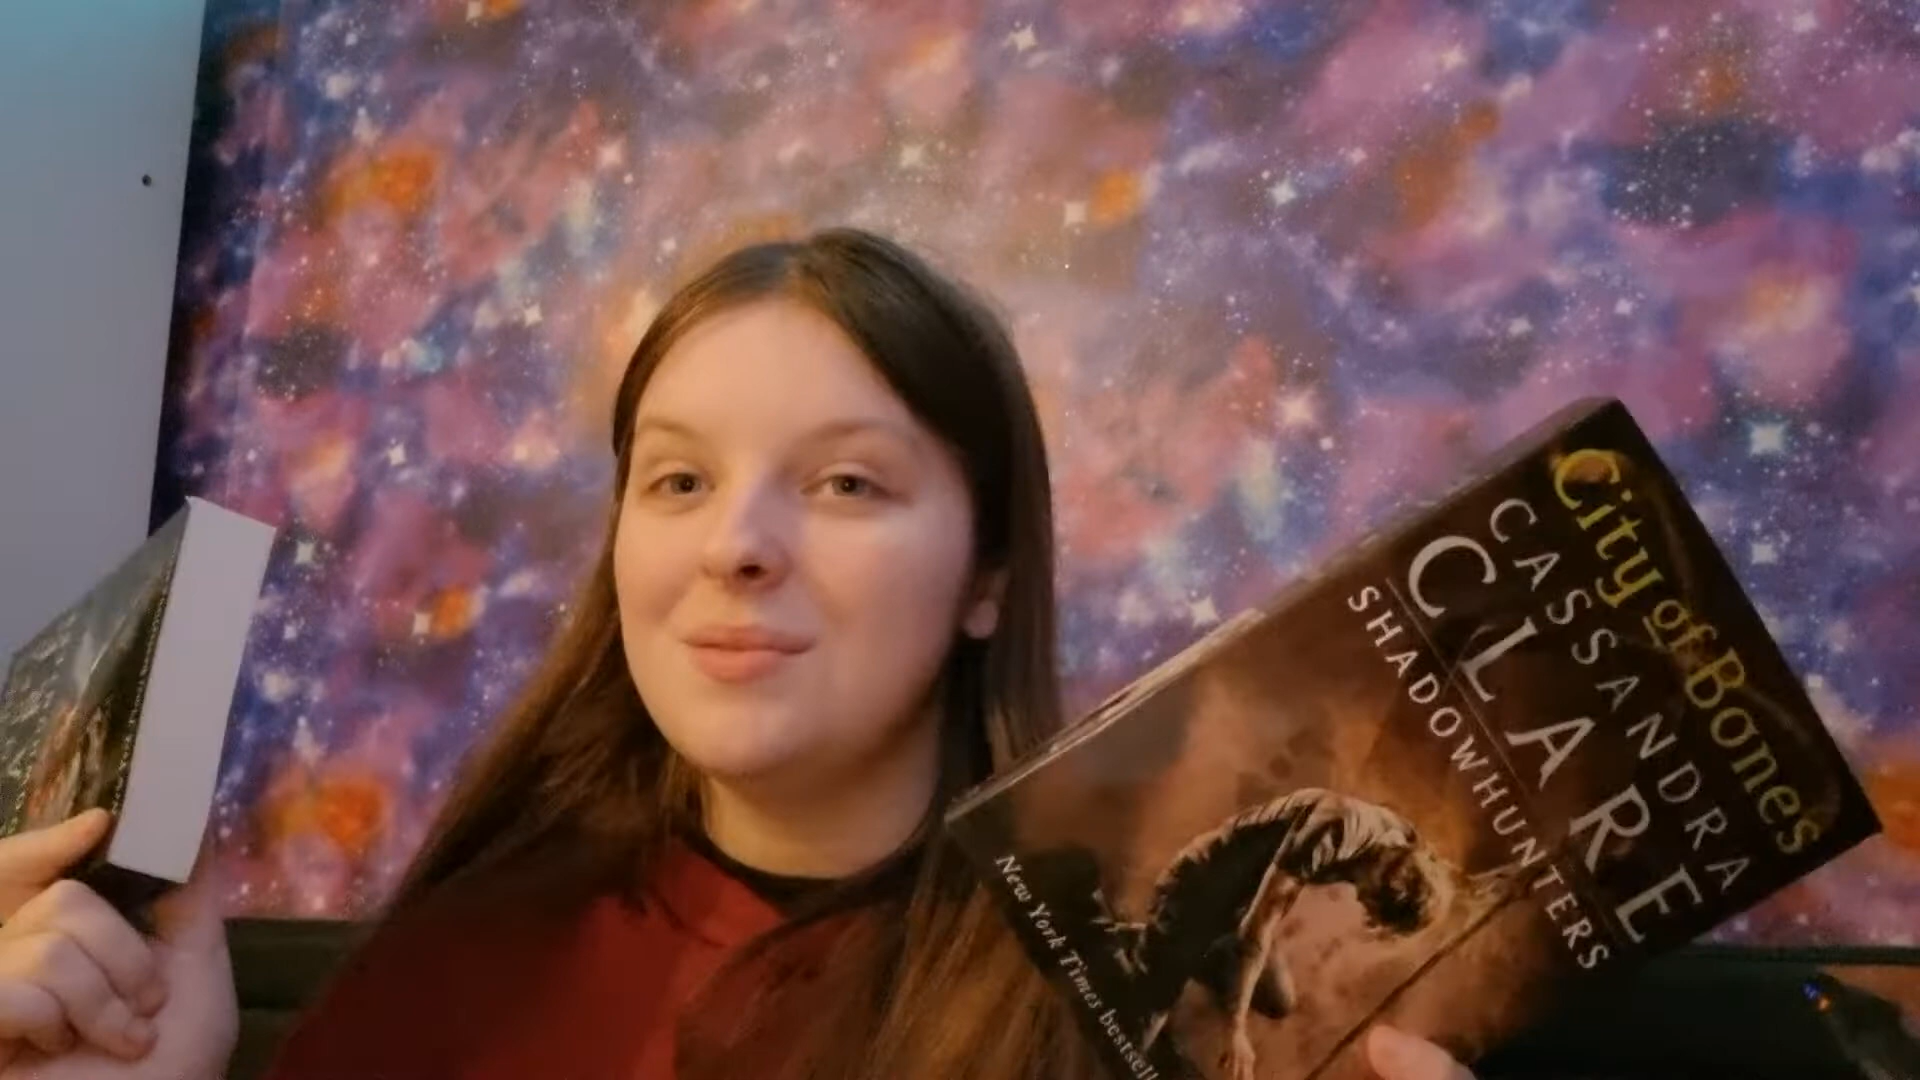 City of Bones
CASSANDRA
CLARE
SHADOWHUNTERS
New York Times